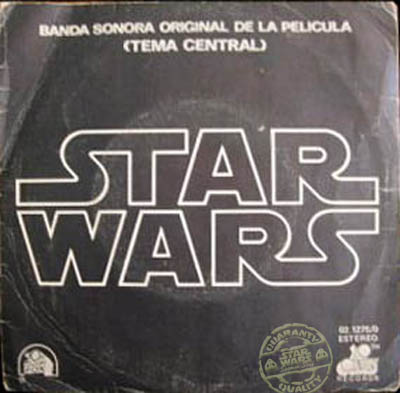 BANDA SONORA ORIGINAL DE LA PELICULA
(TEMA CENTRAL)
STAR
WARS
ESTEREO
RECORDS
GUARANTY
STAR
WARS
QUALITY